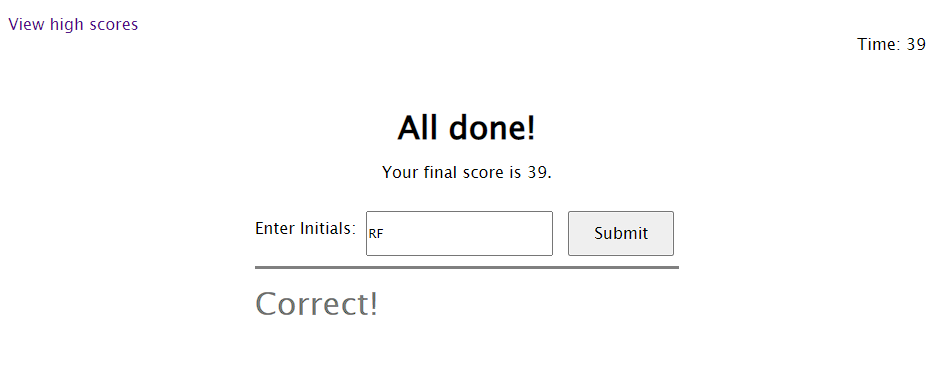 View high scores
Time: 39
All done!
Your final score is 39.
Enter Initials: RF Submit
Correct!